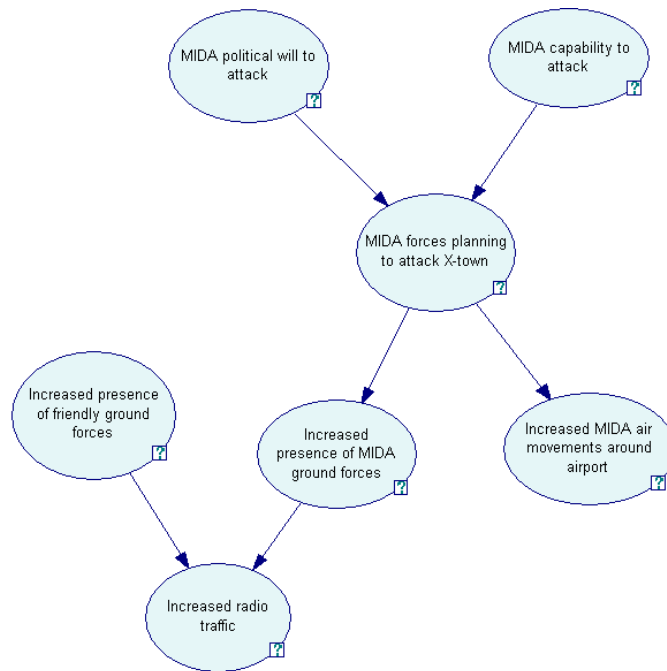 MIDA political will to
attack
?
MIDA capability to
attack
?
MIDA forces planning
to attack X-town
?
Increased presence
of friendly ground
forces
?
Increased
presence of MIDA
ground forces
?
Increased MIDA air
movements around
airport
?
Increased radio
traffic
?